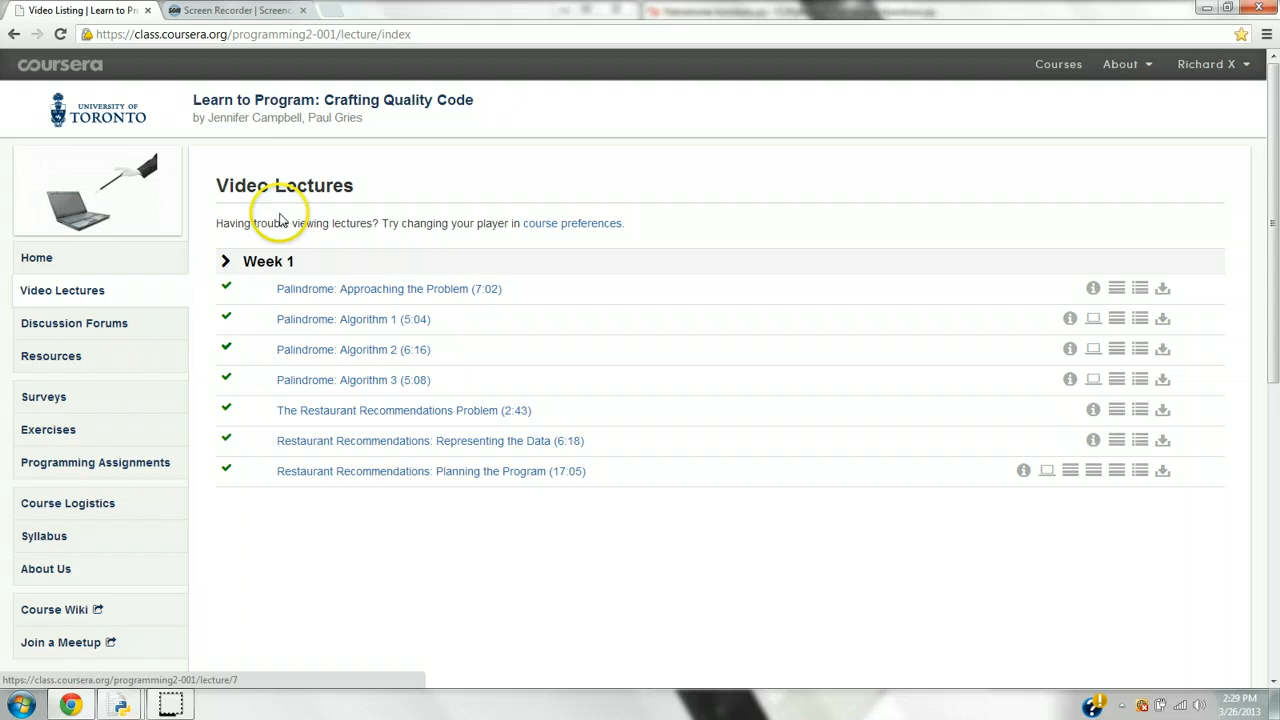 Video Listing | Learn to Pr
Screen Recorder | Screenc
https://class.coursera.org/programming2-001/lecture/index
coursera
Courses
About
Richard X
UNIVERSITY OF
TORONTO
Learn to Program: Crafting Quality Code
by Jennifer Campbell, Paul Gries
Home
Video Lectures
Discussion Forums
Resources
Surveys
Exercises
Programming Assignments
Course Logistics
Syllabus
About Us
Course Wiki
Join a Meetup
Video Lectures
Having trouble viewing lectures? Try changing your player in course preferences.
Week 1
Palindrome: Approaching the Problem (7:02)
Palindrome: Algorithm 1 (5:04)
Palindrome: Algorithm 2 (6:16)
Palindrome: Algorithm 3 (5:08)
The Restaurant Recommendations Problem (2:43)
Restaurant Recommendations: Representing the Data (6:18)
Restaurant Recommendations: Planning the Program (17:05)
https://class.coursera.org/programming2-001/lecture/7
2:29 PM
3/26/2013